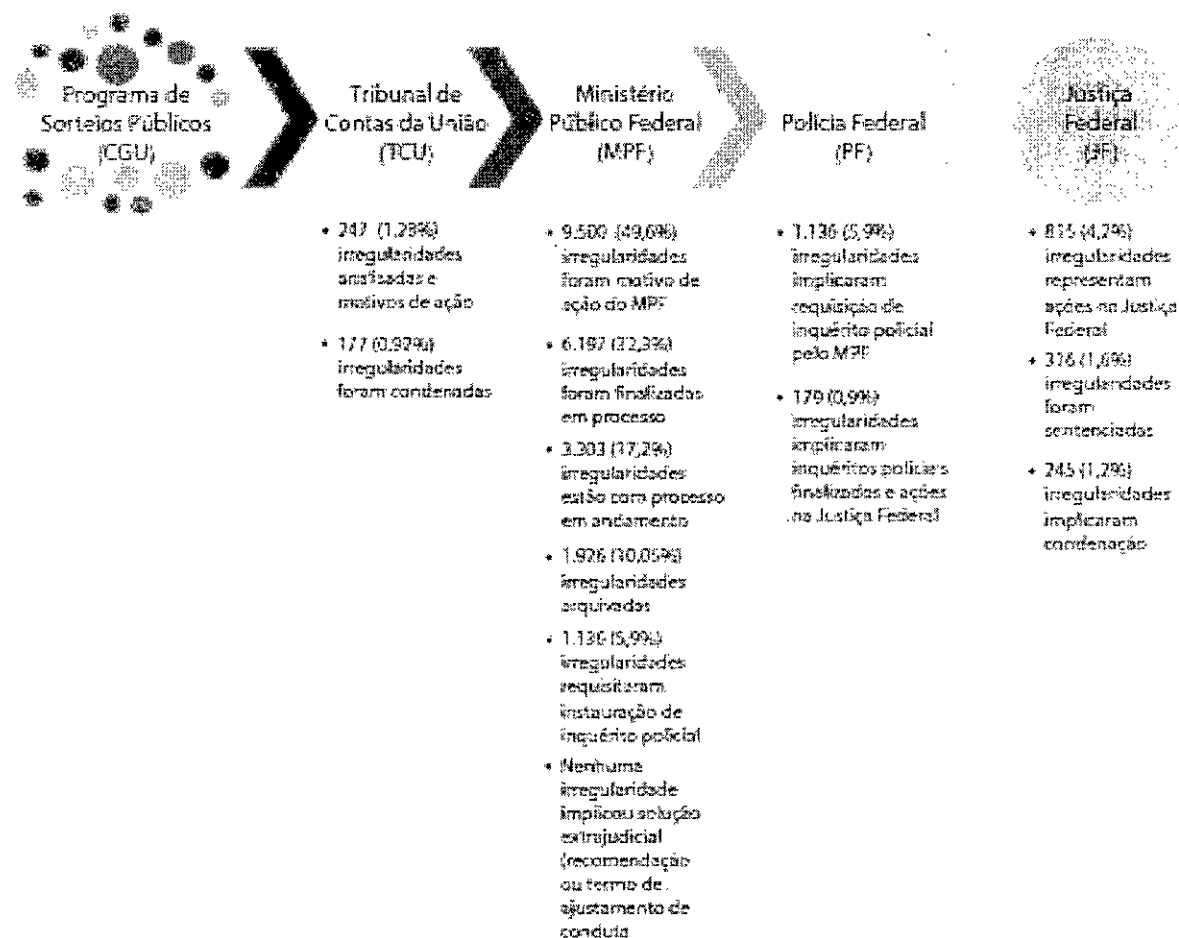 Programa de
Sorteios Públicos
(CGU)
Tribunal de
Contas da União
(TCU)
Ministério
Público Federal
(MPF)
Polícia Federal
(PF)
Justiça
Federal
(JF)
• 247 (1,28%)
irregularidades
analisadas e
motivos de ação
• 177 (0,92%)
irregularidades
foram condenadas
• 9.500 (49,6%)
irregularidades
foram motivo de
ação do MPF
• 6.197 (32,3%)
irregularidades
foram finalizadas
em processo
• 3.303 (17,2%)
irregularidades
estão com processo
em andamento
• 1.926 (10,05%)
irregularidades
arquivadas
• 1.136 (5,9%)
irregularidades
requisitaram
instauração de
inquérito policial
• Nenhuma
irregularidade
implicou solução
extrajudicial
(recomendação
ou termo de
ajustamento de
conduta
• 1.136 (5,9%)
irregularidades
implicaram
requisição de
inquérito policial
pelo MPF
• 179 (0,9%)
irregularidades
implicaram
inquéritos policiais
finalizados e ações
na Justiça Federal
• 815 (4,2%)
irregularidades
representam
ações na Justiça
Federal
• 316 (1,6%)
irregularidades
foram
sentenciadas
• 245 (1,2%)
irregularidades
implicaram
condenação